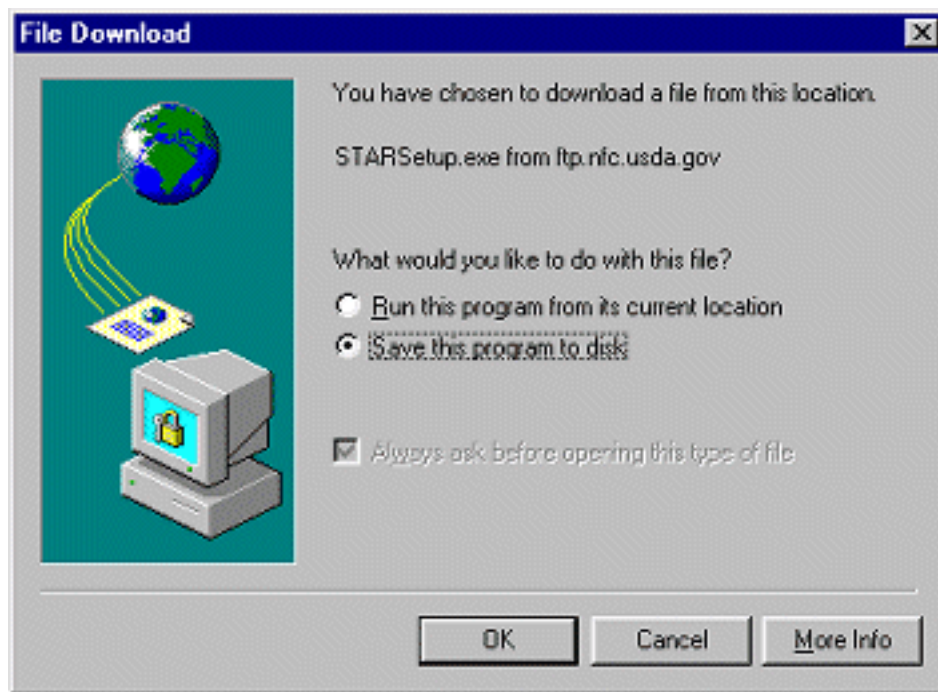 File Download
You have chosen to download a file from this location.
STARSetup.exe from ftp.nfc.usda.gov
What would you like to do with this file?
Run this program from its current location
Save this program to disk
Always ask before opening this type of file
OK
Cancel
More Info